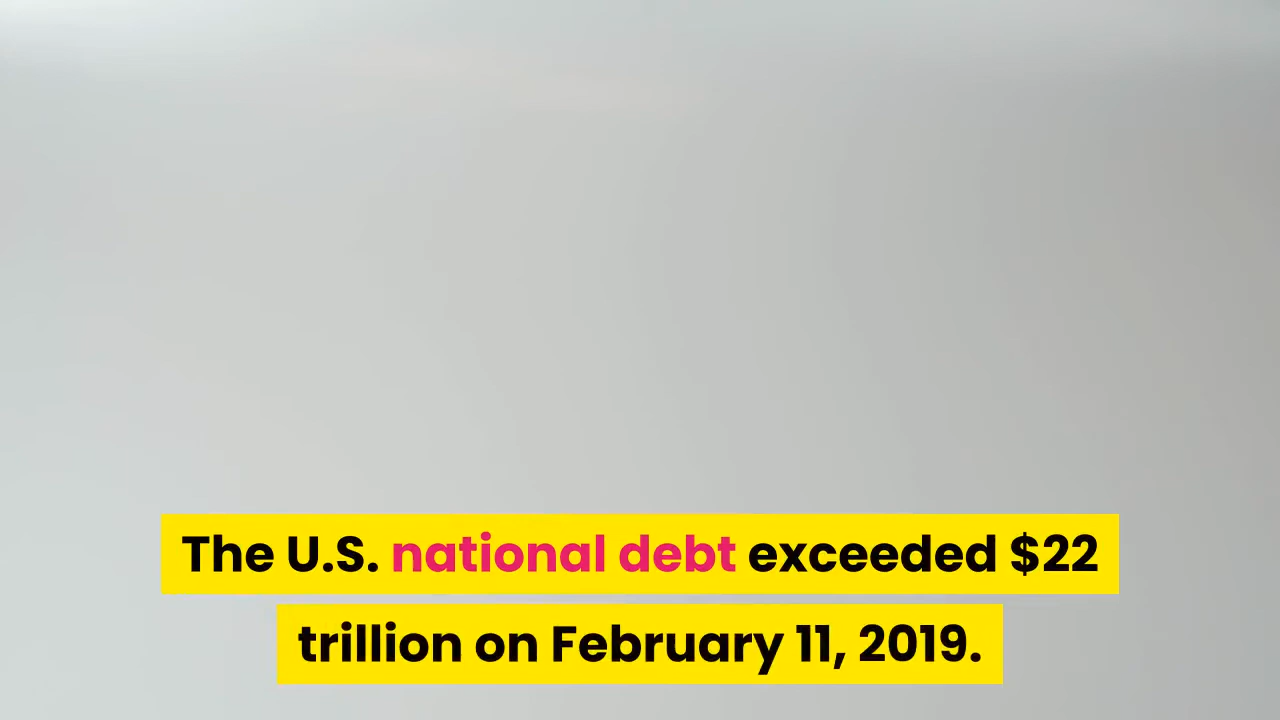 The U.S. national debt exceeded $22
trillion on February 11, 2019.